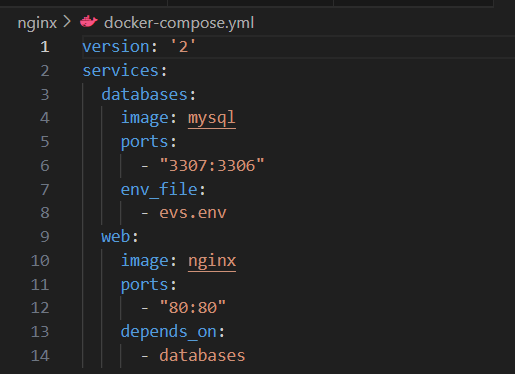 nginx > docker-compose.yml
1 version: '2'
2 services:
3   databases:
4     image: mysql
5     ports:
6       - "3307:3306"
7     env_file:
8       - evs.env
9   web:
10     image: nginx
11     ports:
12       - "80:80"
13     depends_on:
14       - databases